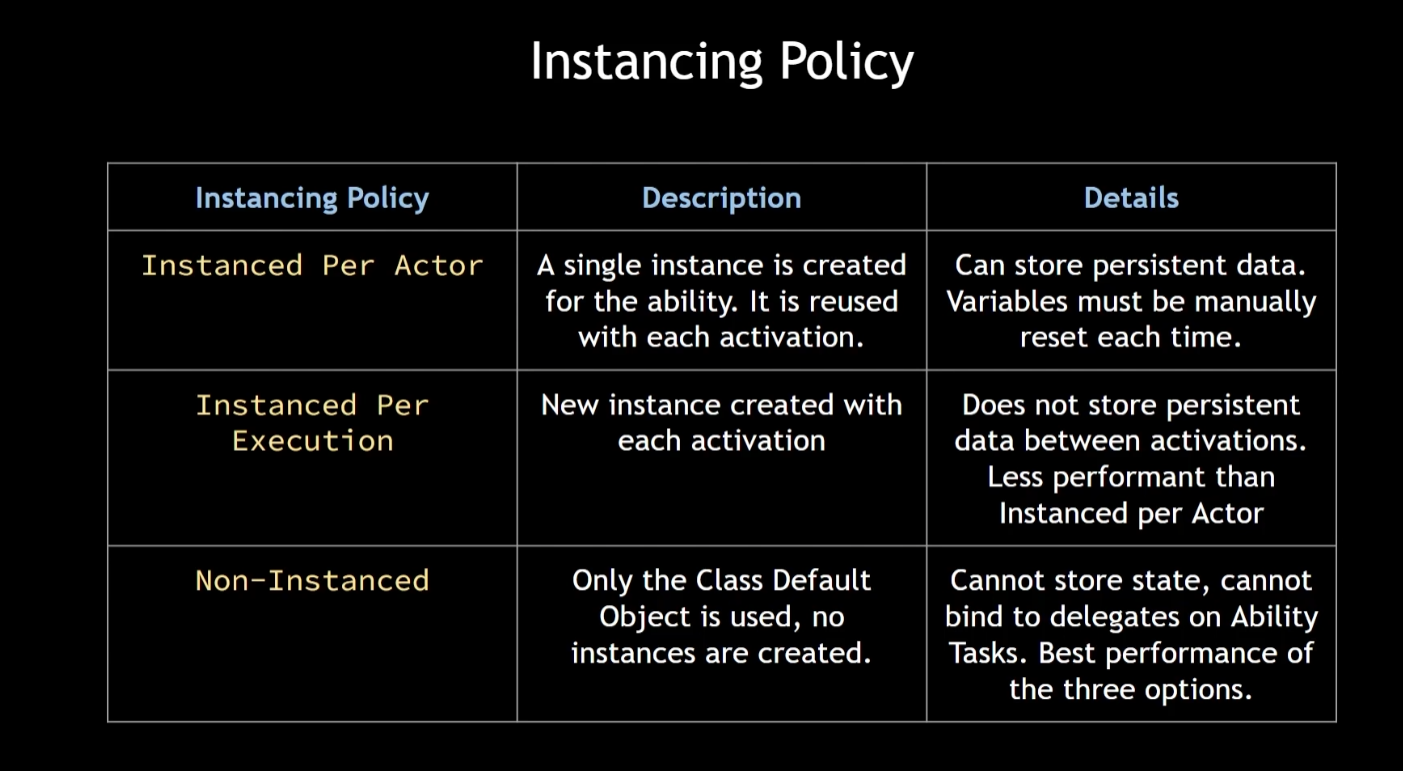 Instancing Policy
Instancing Policy
Description
Details
Instanced Per Actor
A single instance is created
for the ability. It is reused
with each activation.
Can store persistent data.
Variables must be manually
reset each time.
Instanced Per
Execution
New instance created with
each activation
Does not store persistent
data between activations.
Less performant than
Instanced per Actor
Non-Instanced
Only the Class Default
Object is used, no
instances are created.
Cannot store state, cannot
bind to delegates on Ability
Tasks. Best performance of
the three options.